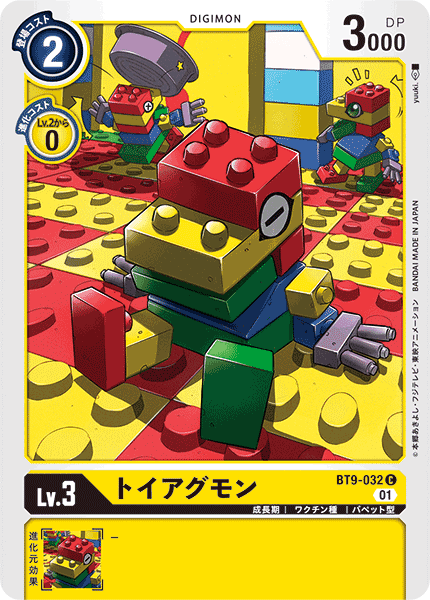 登場コスト
2
DIGIMON
DP
3000
進化コスト
Lv.2から
0
yuuki.
©本郷あきよし・フジテレビ・東映アニメーション BANDAI MADE IN JAPAN
BT9-032 C
Lv.3
トイアグモン
01
成長期 | ワクチン種 | パペット型
進化元効果
–